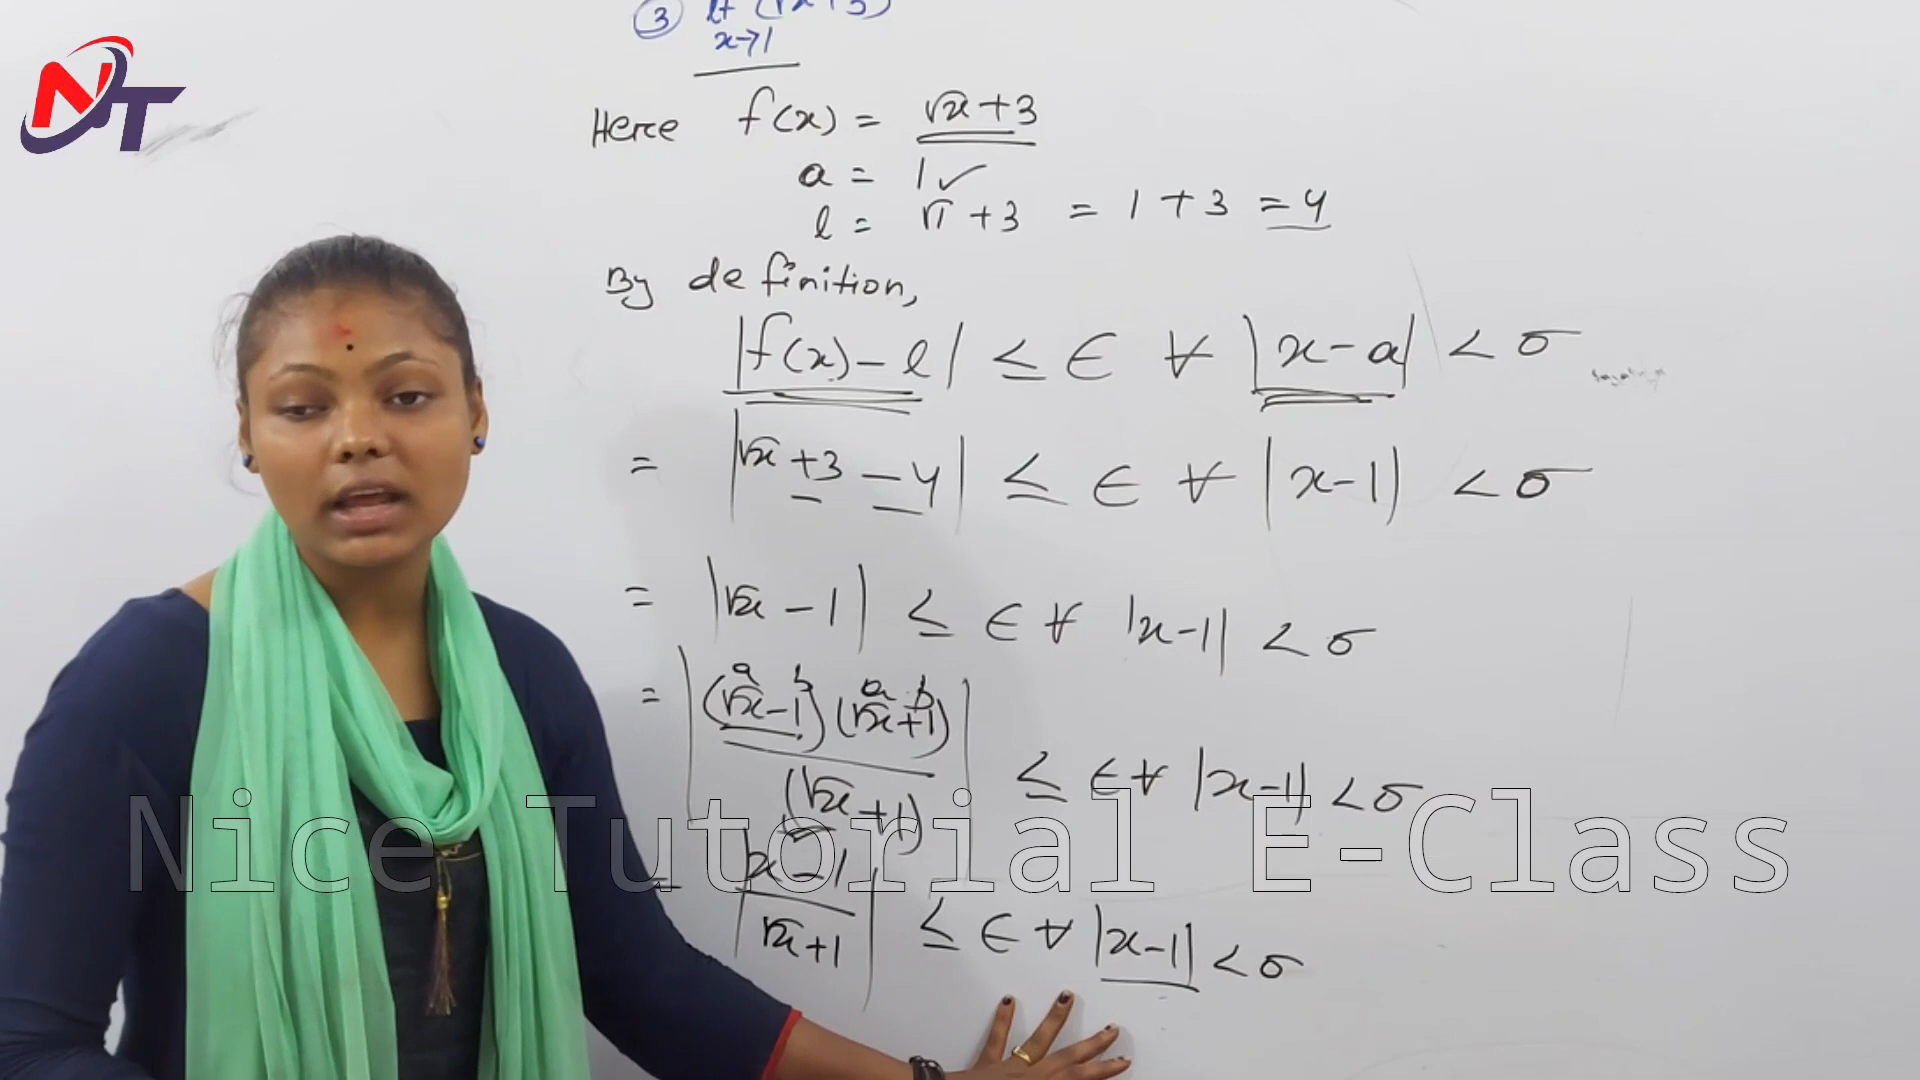 NT
③ lt (√x+3)
x→1
Herce f(x) = √x+3
a = 1✓
l = √1 +3 = 1 + 3 = 4
By definition,
|f(x) - l| ≤ ∈ ∀ |x-a| < σ
= |√x +3 - 4| ≤ ∈ ∀ |x-1| < σ
= |√x - 1| ≤ ∈ ∀ |x-1| < σ
a b a b
= |(√x-1)(√x+1)
(√x+1)| ≤ ∈ ∀ |x-1| < σ
Nice Tutorial E-Class
= |x-1
√x+1| ≤ ∈ ∀ |x-1| < σ